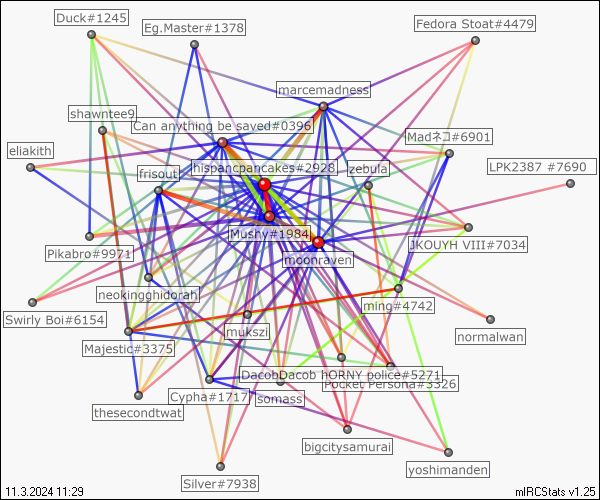 Duck#1245
Eg.Master#1378
Fedora Stoat#4479
marcemadness
shawntee9
Can anything be saved#0396
Madネコ#6901
eliakith
frisout
hispancpancakes#2928
zebula
LPK2387 #7690
Mushy#1984
JKOUYH VIII#7034
Pikabro#9971
moonraven
neokingghidorah
Swirly Boi#6154
ming#4742
mukszi
normalwan
Majestic#3375
DacobDacob HORNY police#5271
Pocket Persona#3326
Cypha#1717
somass
thesecondtwat
bigcitysamurai
yoshimanden
Silver#7938
11.3.2024 11:29
mIRCStats v1.25